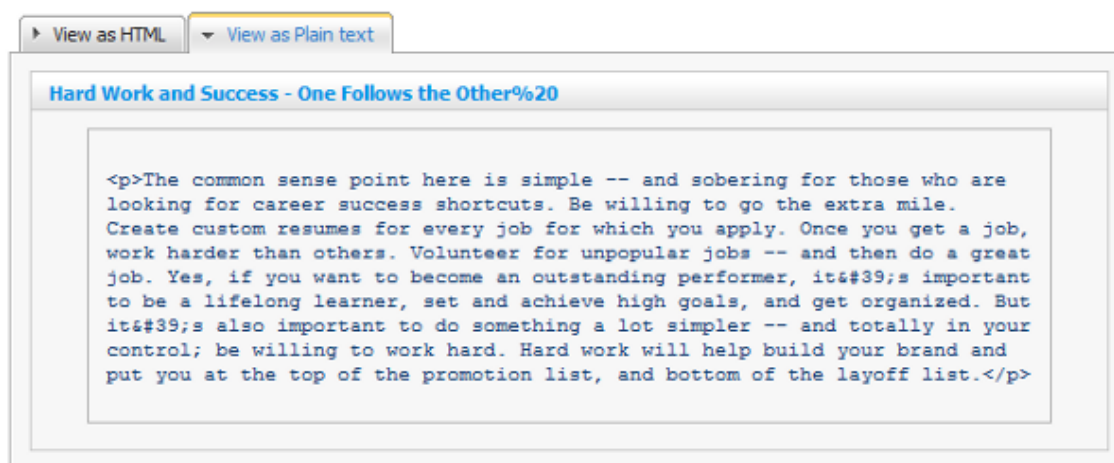 View as HTML
View as Plain text
Hard Work and Success - One Follows the Other%20
<p>The common sense point here is simple -- and sobering for those who are
looking for career success shortcuts. Be willing to go the extra mile.
Create custom resumes for every job for which you apply. Once you get a job,
work harder than others. Volunteer for unpopular jobs -- and then do a great
job. Yes, if you want to become an outstanding performer, it&#39;s important
to be a lifelong learner, set and achieve high goals, and get organized. But
it&#39;s also important to do something a lot simpler -- and totally in your
control; be willing to work hard. Hard work will help build your brand and
put you at the top of the promotion list, and bottom of the layoff list.</p>